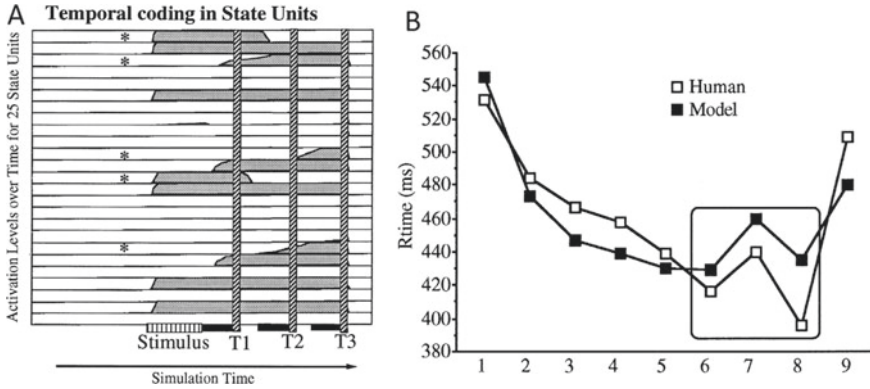 A
Temporal coding in State Units
Activation Levels over Time for 25 State Units
*
*
*
*
*
Stimulus T1 T2 T3
Simulation Time
B
Rtime (ms)
560
540
520
500
480
460
440
420
400
380
Human
Model
1 2 3 4 5 6 7 8 9